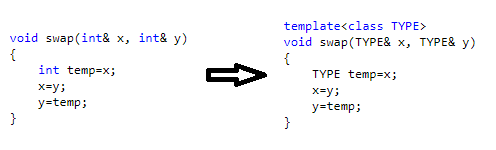 void swap(int& x, int& y)
{
    int temp=x;
    x=y;
    y=temp;
}
template<class TYPE>
void swap(TYPE& x, TYPE& y)
{
    TYPE temp=x;
    x=y;
    y=temp;
}